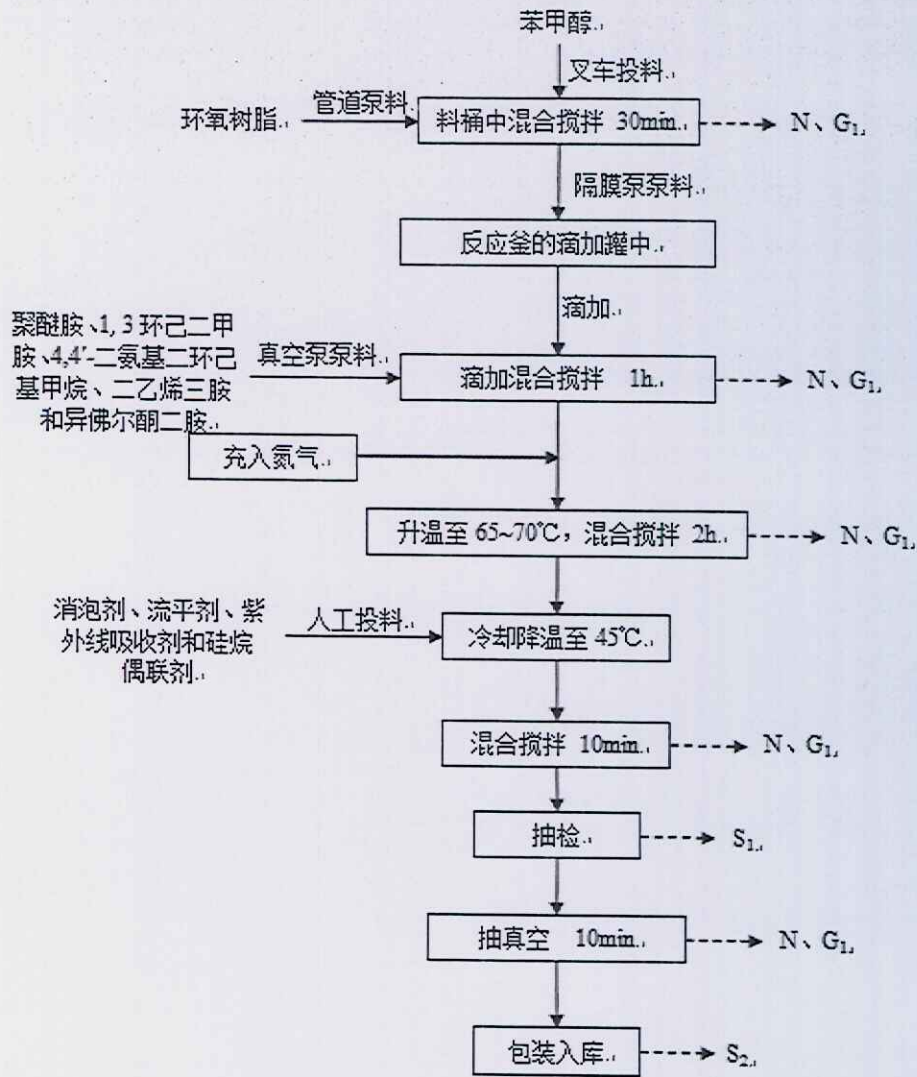 苯甲醇
叉车投料
环氧树脂
管道泵料
料桶中混合搅拌 30min
N、G1
隔膜泵泵料
反应釜的滴加罐中
滴加
聚醚胺、1, 3 环己二甲
胺、4,4'-二氨基二环己
基甲烷、二乙烯三胺
和异佛尔酮二胺
真空泵泵料
滴加混合搅拌 1h
N、G1
充入氮气
升温至 65~70℃，混合搅拌 2h
N、G1
消泡剂、流平剂、紫
外线吸收剂和硅烷
偶联剂
人工投料
冷却降温至 45℃
混合搅拌 10min
N、G1
抽检
S1
抽真空 10min
N、G1
包装入库
S2